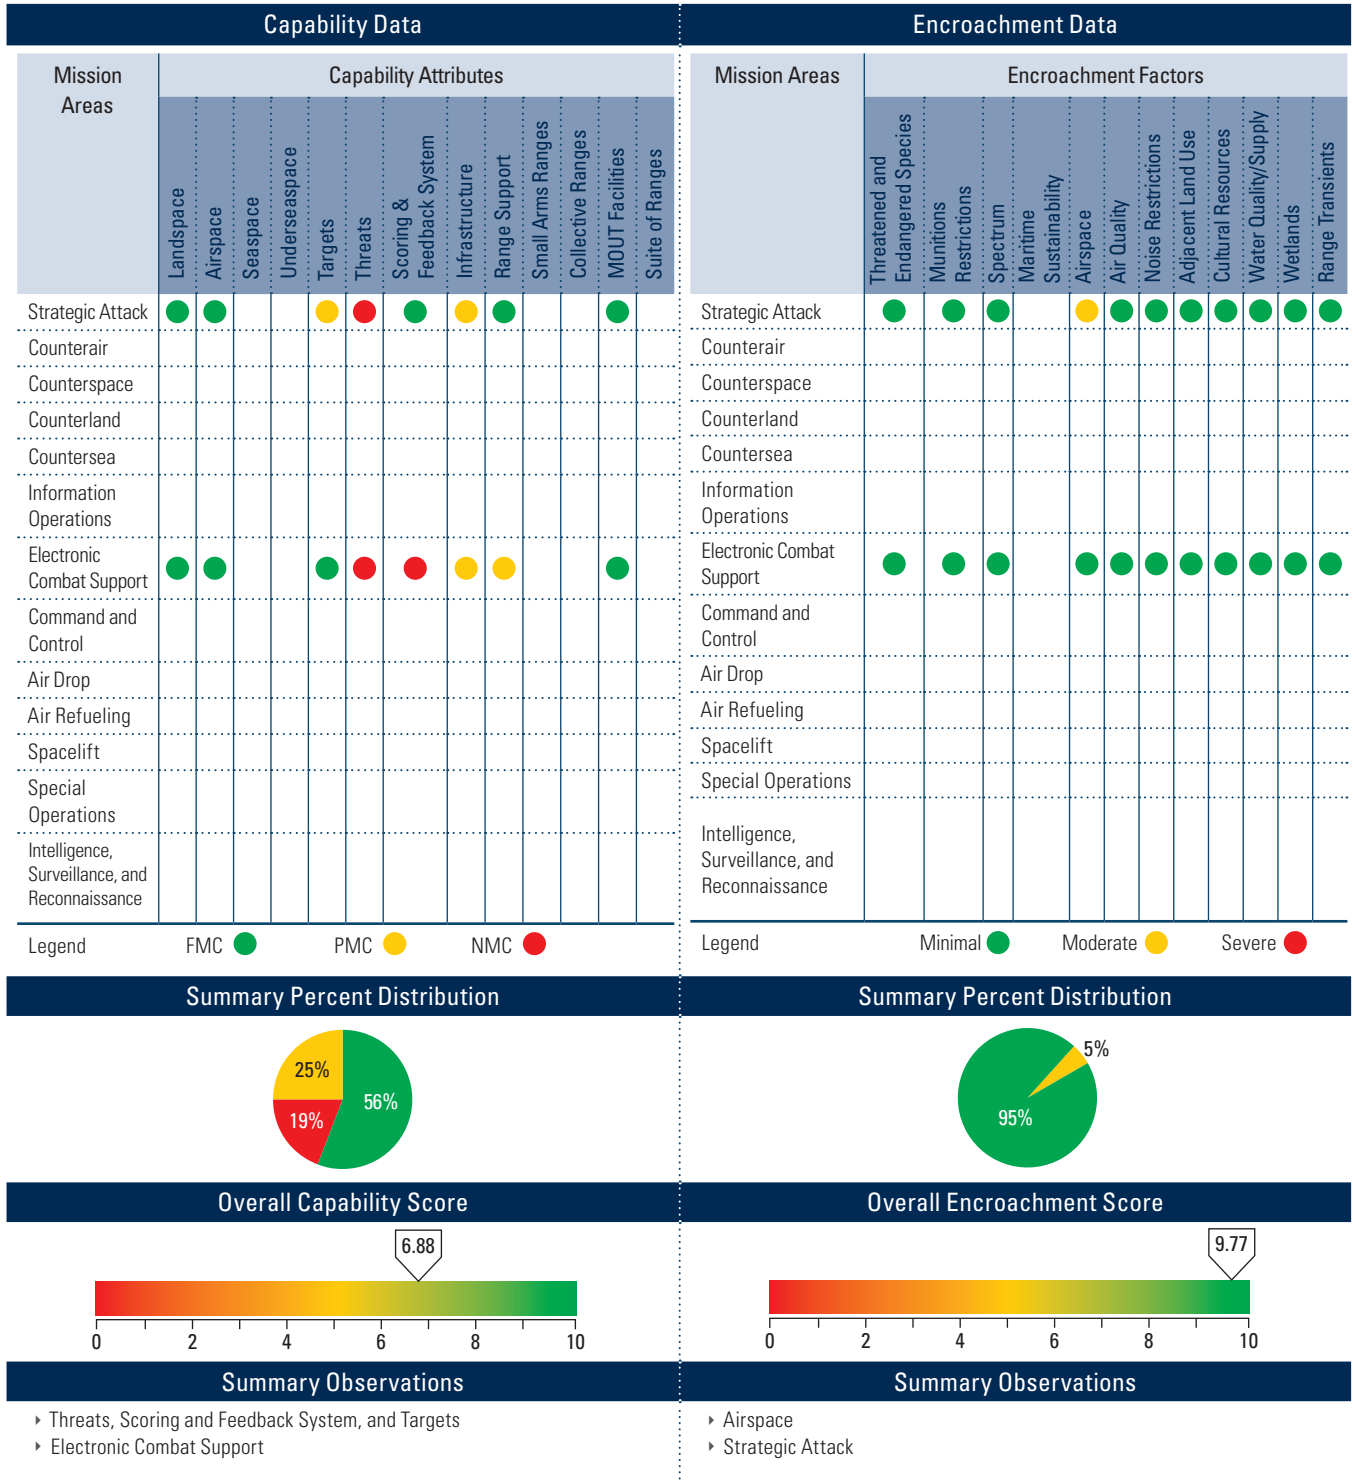 Capability Data
Mission
Areas
Capability Attributes
Landspace
Airspace
Seaspace
Underseaspace
Targets
Threats
Scoring &
Feedback System
Infrastructure
Range Support
Small Arms Ranges
Collective Ranges
MOUT Facilities
Suite of Ranges
Strategic Attack
Counterair
Counterspace
Counterland
Countersea
Information
Operations
Electronic
Combat Support
Command and
Control
Air Drop
Air Refueling
Spacelift
Special
Operations
Intelligence,
Surveillance, and
Reconnaissance
Legend
FMC
PMC
NMC
Summary Percent Distribution
25%
56%
19%
Overall Capability Score
6.88
0 2 4 6 8 10
Summary Observations
‣ Threats, Scoring and Feedback System, and Targets
‣ Electronic Combat Support
Encroachment Data
Mission Areas
Encroachment Factors
Threatened and
Endangered Species
Munitions
Restrictions
Spectrum
Maritime
Sustainability
Airspace
Air Quality
Noise Restrictions
Adjacent Land Use
Cultural Resources
Water Quality/Supply
Wetlands
Range Transients
Strategic Attack
Counterair
Counterspace
Counterland
Countersea
Information
Operations
Electronic Combat
Support
Command and
Control
Air Drop
Air Refueling
Spacelift
Special Operations
Intelligence,
Surveillance, and
Reconnaissance
Legend
Minimal
Moderate
Severe
Summary Percent Distribution
5%
95%
Overall Encroachment Score
9.77
0 2 4 6 8 10
Summary Observations
‣ Airspace
‣ Strategic Attack